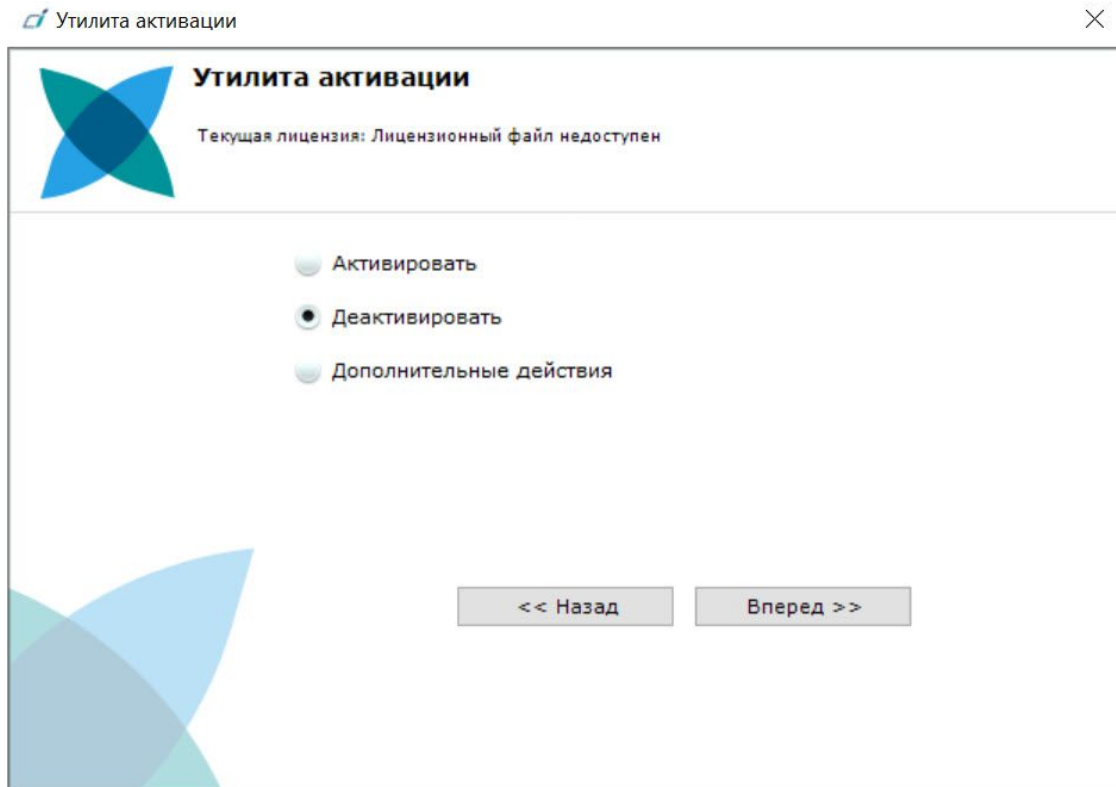 Утилита активации
Утилита активации
Текущая лицензия: Лицензионный файл недоступен
Активировать
Деактивировать
Дополнительные действия
<< Назад
Вперед >>